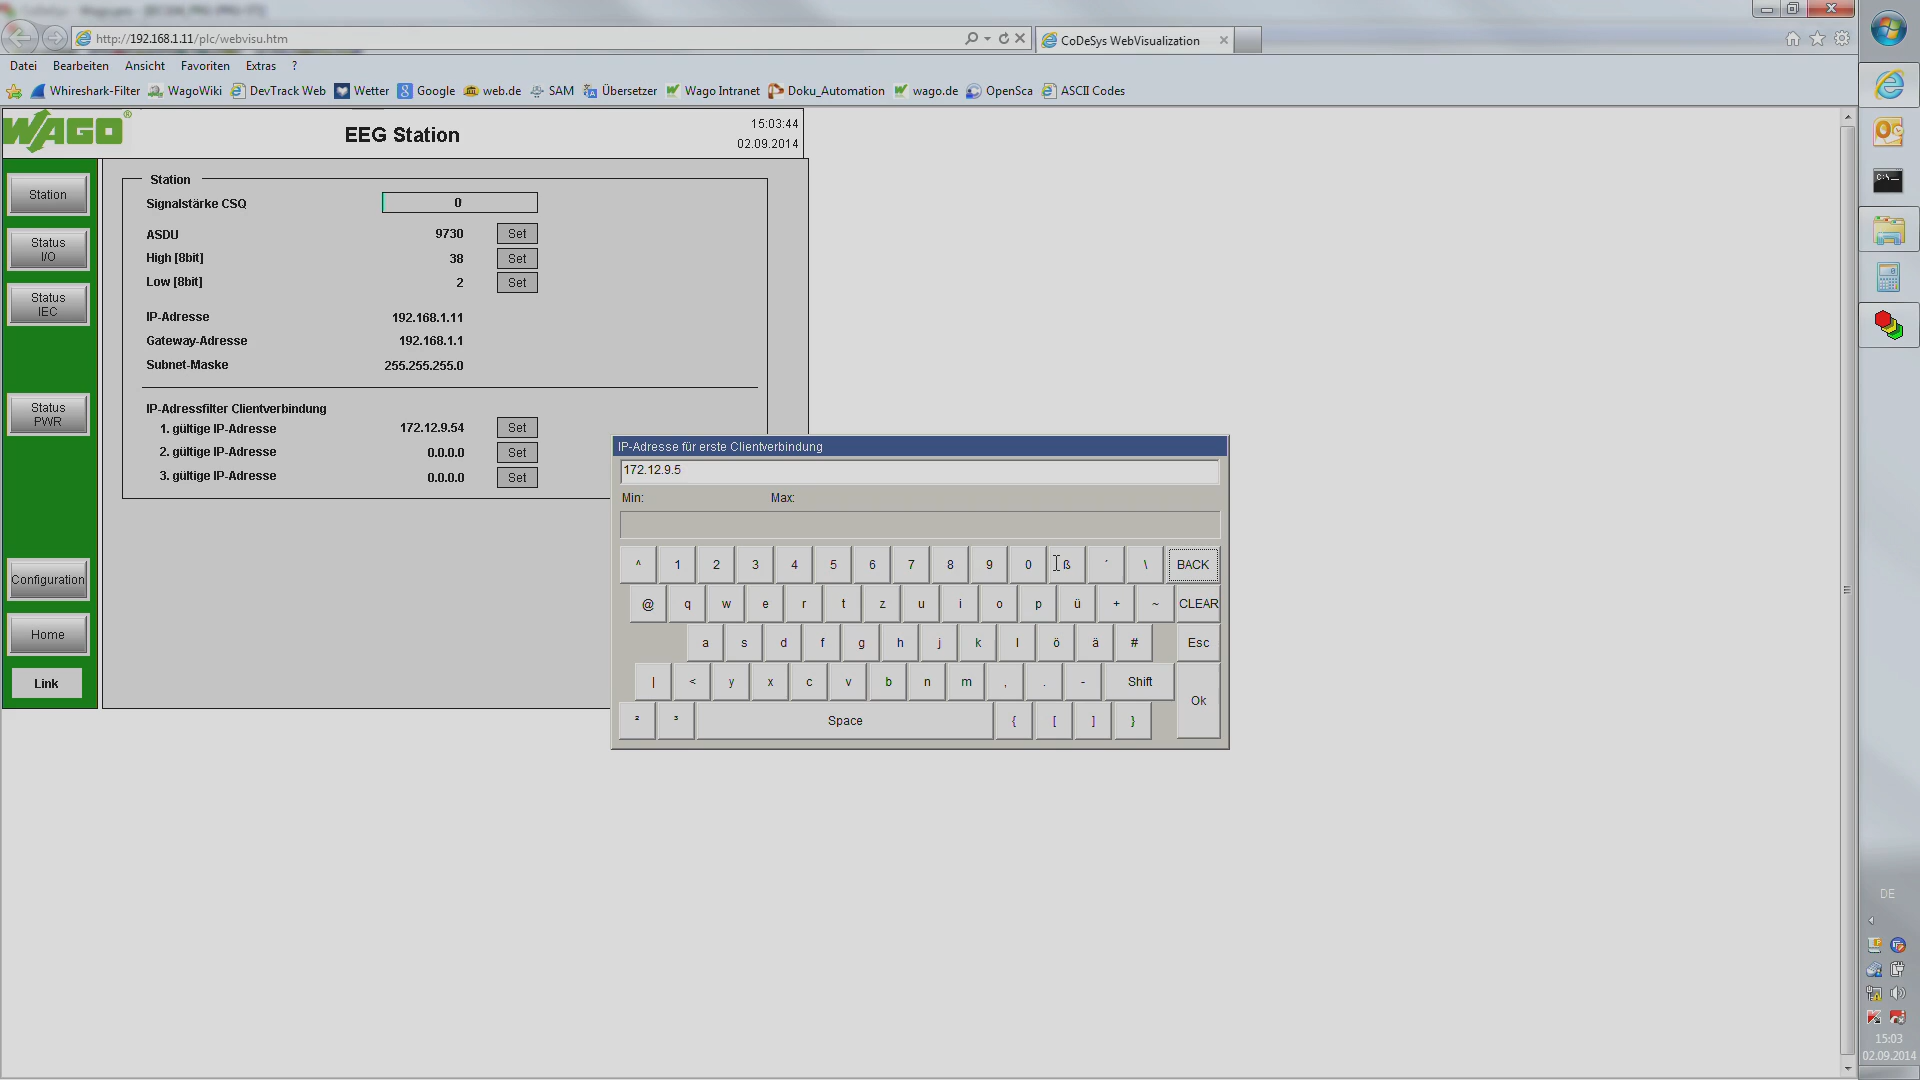 http://192.168.1.11/plc/webvisu.htm
CoDeSys WebVisualization
Datei Bearbeiten Ansicht Favoriten Extras ?
Whireshark-Filter WagoWiki DevTrack Web Wetter Google web.de SAM Übersetzer Wago Intranet Doku_Automation wago.de OpenSca ASCII Codes
WAGO®
EEG Station
15:03:44
02.09.2014
Station
Status
I/O
Status
IEC
Status
PWR
Configuration
Home
Link
Station
Signalstärke CSQ 0
ASDU 9730 Set
High [8bit] 38 Set
Low [8bit] 2 Set
IP-Adresse 192.168.1.11
Gateway-Adresse 192.168.1.1
Subnet-Maske 255.255.255.0
IP-Adressfilter Clientverbindung
1. gültige IP-Adresse 172.12.9.54 Set
2. gültige IP-Adresse 0.0.0.0 Set
3. gültige IP-Adresse 0.0.0.0 Set
IP-Adresse für erste Clientverbindung
172.12.9.5
Min: Max:
^ 1 2 3 4 5 6 7 8 9 0 ß ´ \ BACK
@ q w e r t z u i o p ü + ~ CLEAR
a s d f g h j k l ö ä # Esc
| < y x c v b n m , . - Shift
Ok
² ³ Space { [ ] }
C:\
DE
15:03
02.09.2014